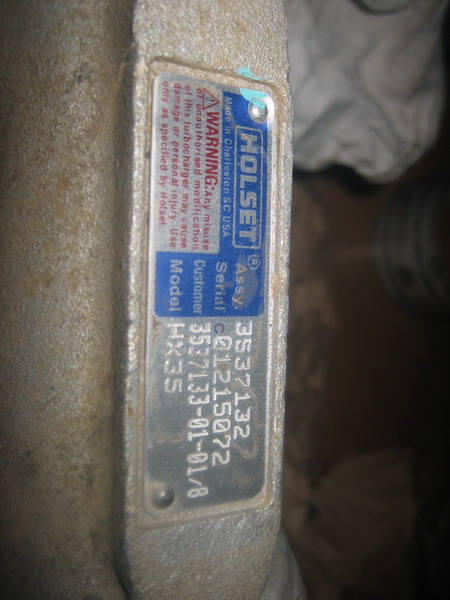 HOLSET®
Made in Charleston SC USA
⚠ WARNING: Any misuse
or unauthorised modification
of this turbocharger may cause
damage or personal injury. Use
only as specified by Holset.
Assy. 3537132
Serial C01215072
Customer 3537133-01-01/8
Model HX35